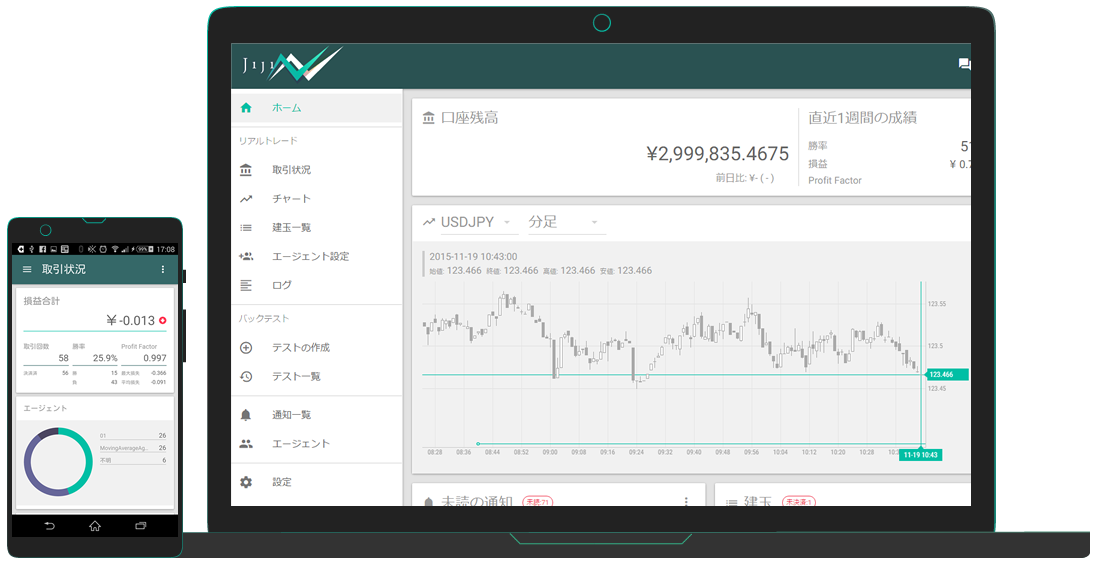 Jiji
ホーム
リアルトレード
取引状況
チャート
建玉一覧
エージェント設定
ログ
バックテスト
テストの作成
テスト一覧
通知一覧
エージェント
設定
口座残高
¥2,999,835.4675
前日比: ¥- ( - )
直近1週間の成績
勝率
損益
¥ 0.7
Profit Factor
USDJPY
分足
2015-11-19 10:43:00
始値: 123.466 終値: 123.466 高値: 123.466 安値: 123.466
123.55
123.5
123.466
123.45
08:28 08:36 08:44 08:52 09:00 09:08 09:16 09:24 09:32 09:40 09:48 09:56 10:04 10:12 10:20 10:28
11-19 10:43
未読の通知
未読:71
建玉
未決済:1
99% 17:08
取引状況
損益合計
¥-0.013
取引回数 勝率 Profit Factor
58 25.9% 0.997
56 勝 15 最大損失 -0.366
負 43 平均損失 -0.091
エージェント
01 26
MovingAverageAg... 26
不明 6